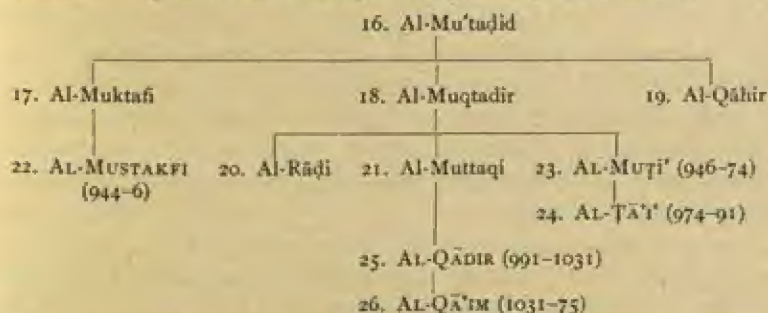 16. Al-Mu'taḍid
17. Al-Muktafi 18. Al-Muqtadir 19. Al-Qāhir
22. AL-MUSTAKFI 20. Al-Rāḍi 21. Al-Muttaqi 23. AL-MUṬI' (946-74)
(944-6)
24. AL-ṬĀ'I' (974-91)
25. AL-QĀDIR (991-1031)
26. AL-QĀ'IM (1031-75)